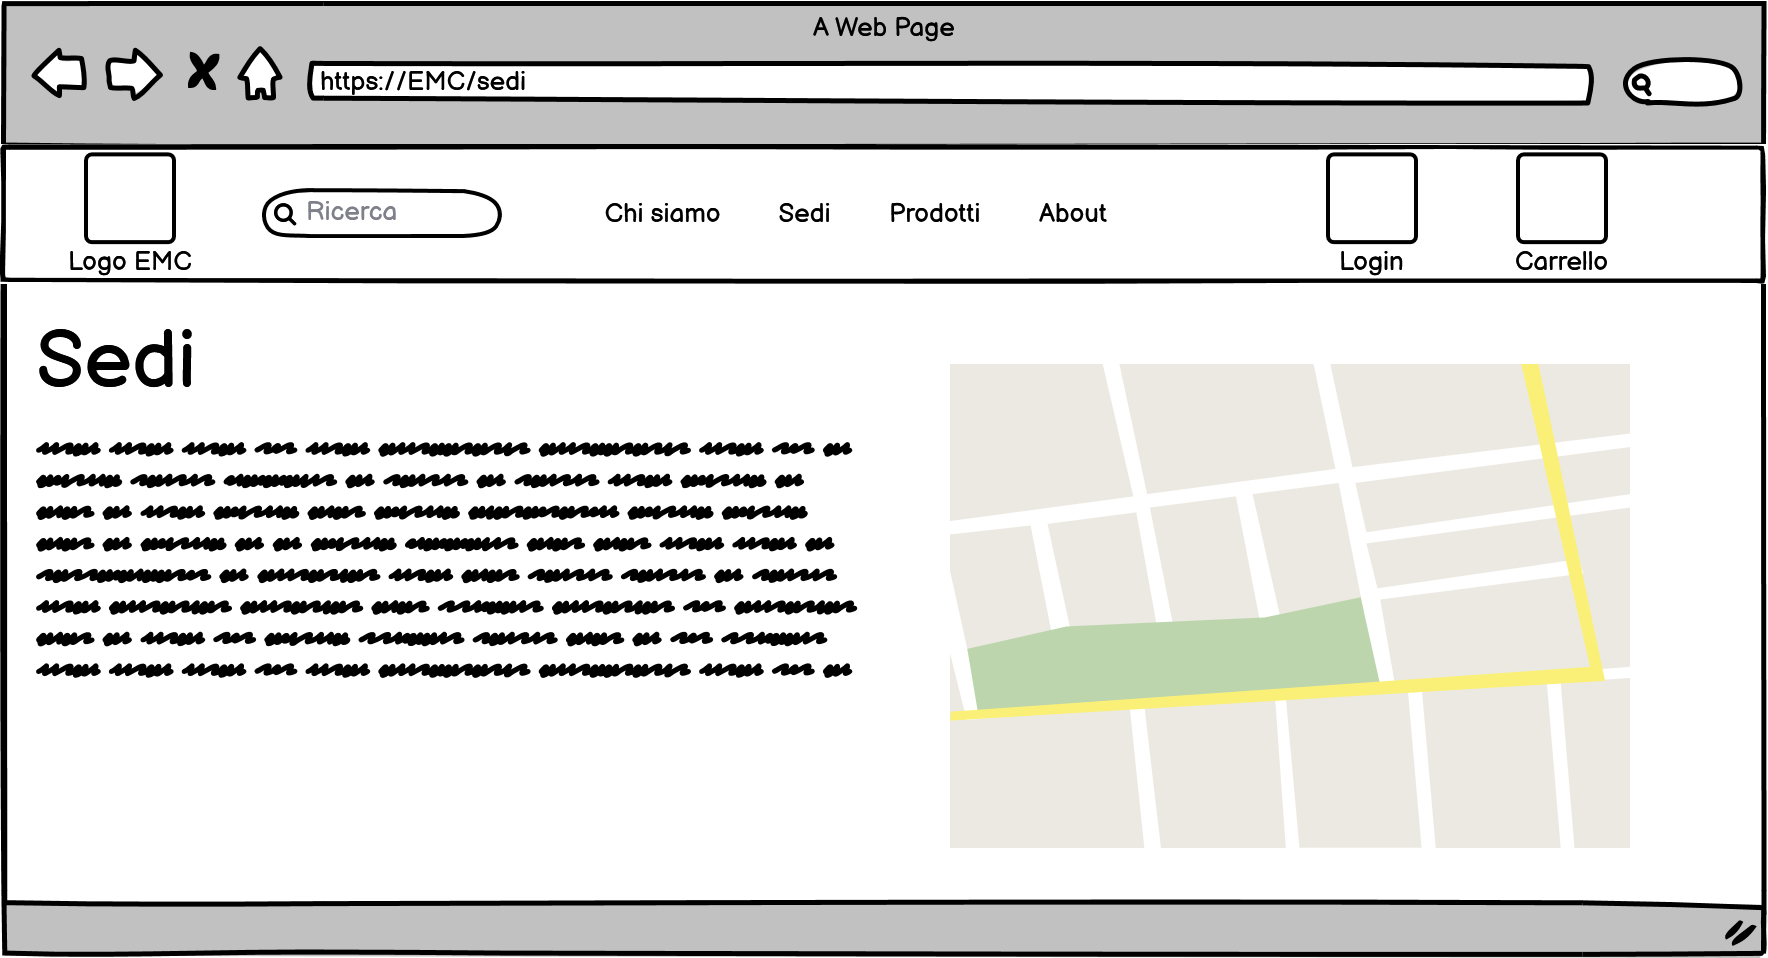 A Web Page
https://EMC/sedi
Ricerca
Chi siamo
Sedi
Prodotti
About
Logo EMC
Login
Carrello
Sedi